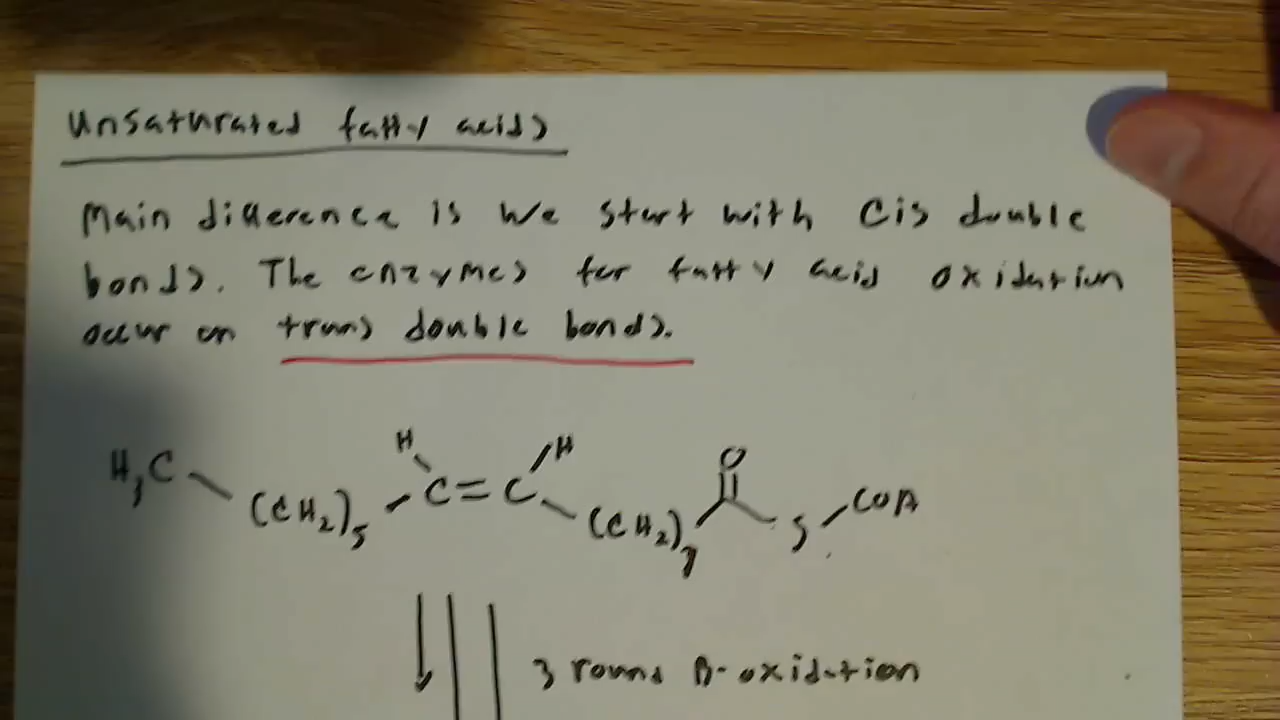 Unsaturated fatty acids
Main difference is we start with cis double
bonds. The enzymes for fatty acid oxidation
occur on trans double bonds.
H H O
H3C (CH2)5 C=C (CH2)7 S CoA
3 round B-oxidation